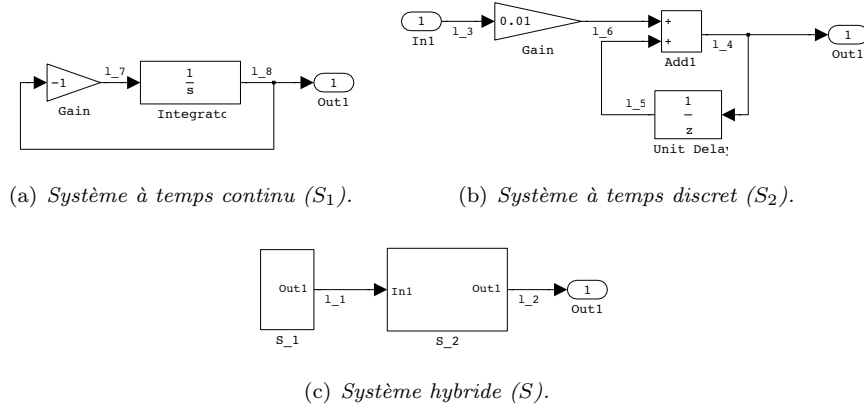 1
In1
l_3
0.01
Gain
l_6
+
+
Add1
l_4
1
Out1
l_5
1
z
Unit Delay
-1
Gain
l_7
1
s
Integratc
l_8
1
Out1
(a) Système à temps continu (S1).
(b) Système à temps discret (S2).
Out1
S_1
l_1
In1
Out1
S_2
l_2
1
Out1
(c) Système hybride (S).